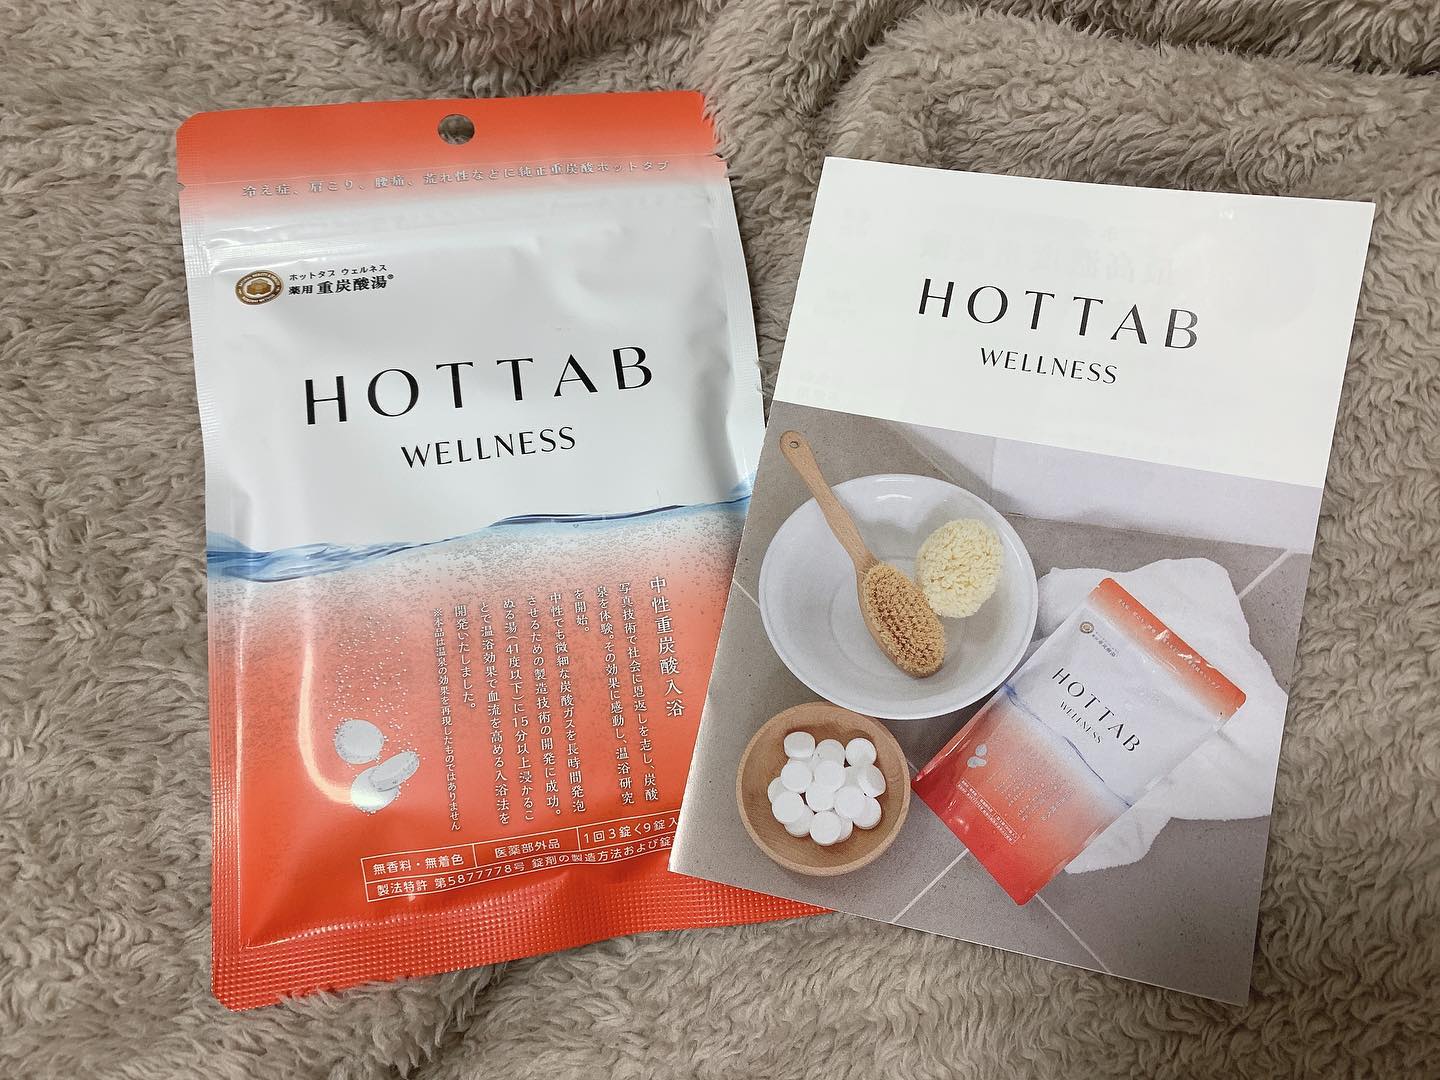 冷え症、肩こり、腰痛、荒れ性などに純正重炭酸ホットタブ
ホットタブ ウェルネス
薬用 重炭酸湯®
HOT TAB
WELLNESS
中性重炭酸入浴
写真技術で社会に恩返しを志し、炭酸
泉を体験。その効果に感動し、温浴研究
を開始。
中性でも微細な炭酸ガスを長時間発泡
させるための製造技術の開発に成功。
ぬる湯(41度以下)に15分以上浸かるこ
とで温浴効果で血流を高める入浴法を
開発いたしました。
※本品は温泉の効果を再現したものではありません
無香料・無着色
医薬部外品
1回3錠<9錠入
製法特許 第5877778号 錠剤の製造方法および錠
HOT TAB
WELLNESS
HOT TAB
WELLNESS